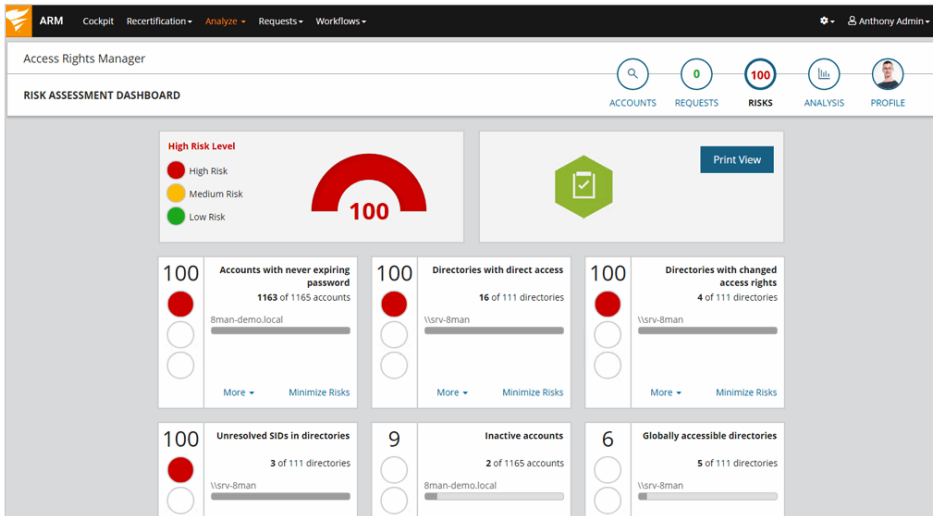 ARM Cockpit Recertification Analyze Requests Workflows Anthony Admin
Access Rights Manager
RISK ASSESSMENT DASHBOARD
0 100
ACCOUNTS REQUESTS RISKS ANALYSIS PROFILE
High Risk Level
High Risk
Medium Risk
Low Risk
100
Print View
100
Accounts with never expiring
password
1163 of 1165 accounts
8man-demo.local
More Minimize Risks
100
Directories with direct access
16 of 111 directories
\\srv-8man
More Minimize Risks
100
Directories with changed
access rights
4 of 111 directories
\\srv-8man
More Minimize Risks
100
Unresolved SIDs in directories
3 of 111 directories
\\srv-8man
9
Inactive accounts
2 of 1165 accounts
8man-demo.local
6
Globally accessible directories
5 of 111 directories
\\srv-8man